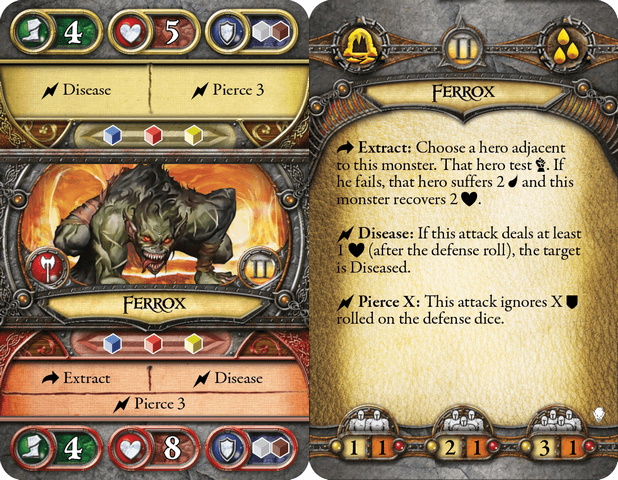 4 5
Disease Pierce 3
II
FERROX
Extract Disease
Pierce 3
4 8
II
FERROX
Extract: Choose a hero adjacent
to this monster. That hero test . If
he fails, that hero suffers 2 and this
monster recovers 2 .
Disease: If this attack deals at least
1 (after the defense roll), the target
is Diseased.
Pierce X: This attack ignores X
rolled on the defense dice.
1 1 2 1 3 1